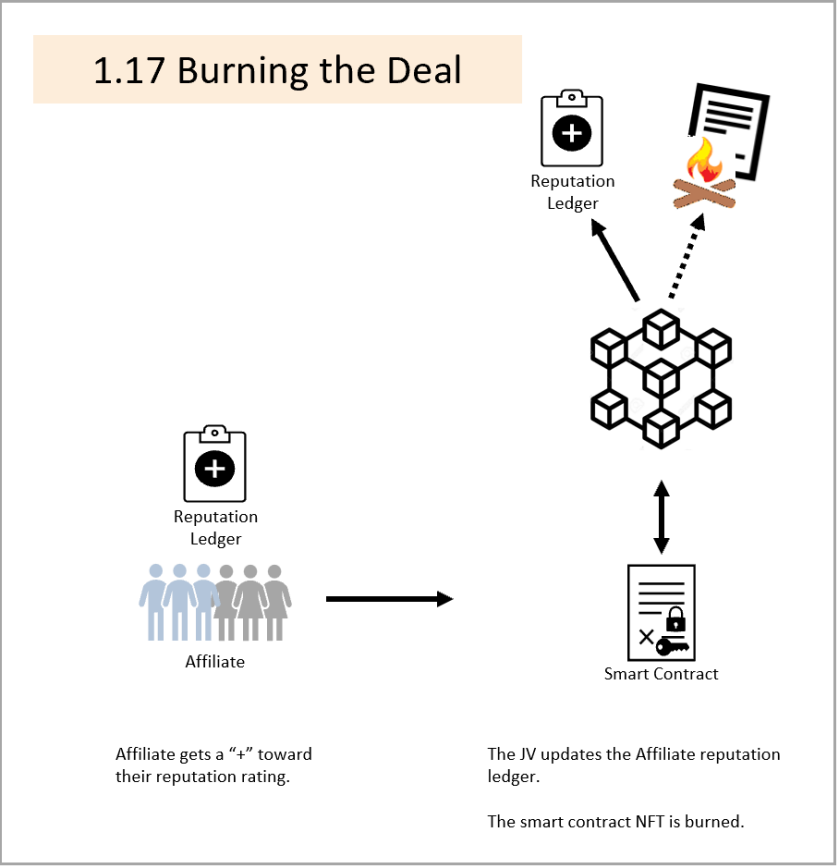 1.17 Burning the Deal
Reputation
Ledger
Reputation
Ledger
Affiliate
Smart Contract
Affiliate gets a “+” toward
their reputation rating.
The JV updates the Affiliate reputation
ledger.
The smart contract NFT is burned.